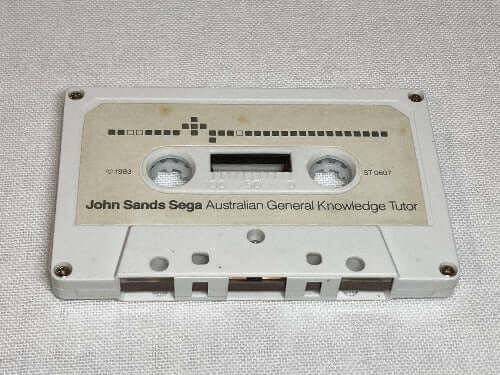 © 1983
ST 0607
John Sands Sega Australian General Knowledge Tutor